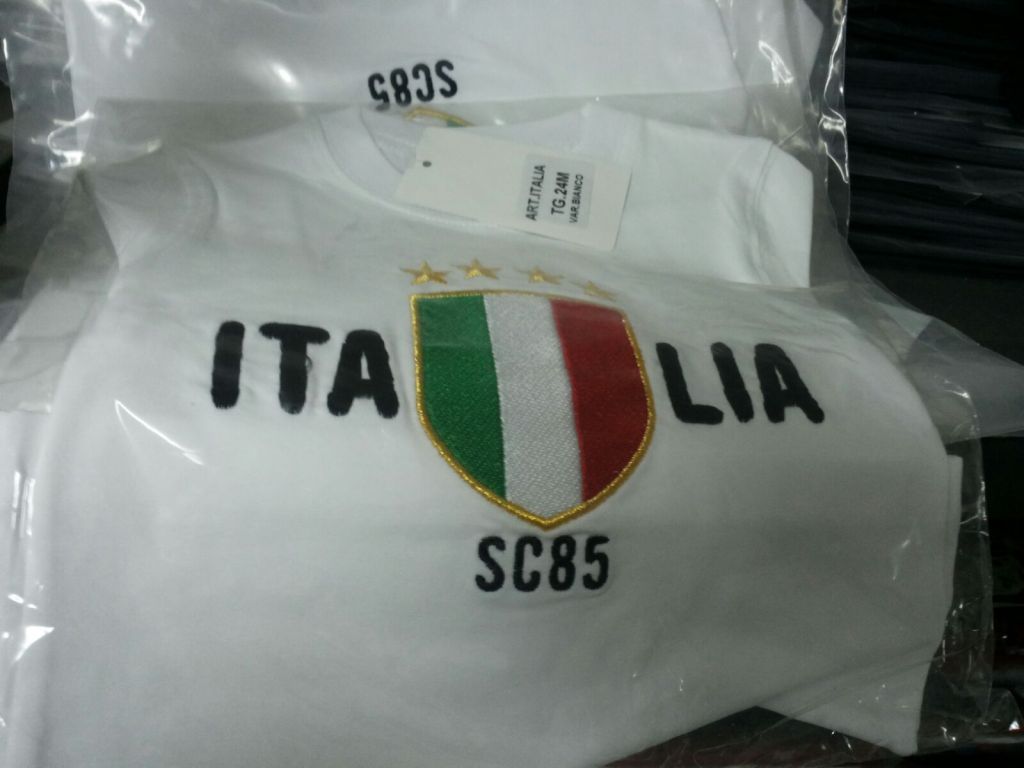 SC85
ART.ITALIA
TG.24M
VAR.BIANCO
ITALIA
SC85